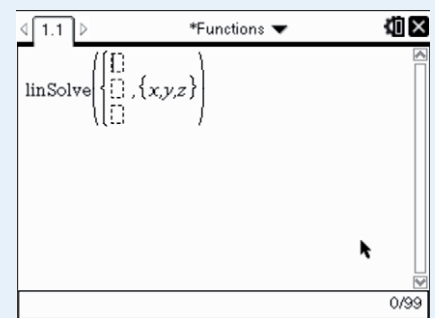 1.1 *Functions
linSolve({ ,{x,y,z})
0/99